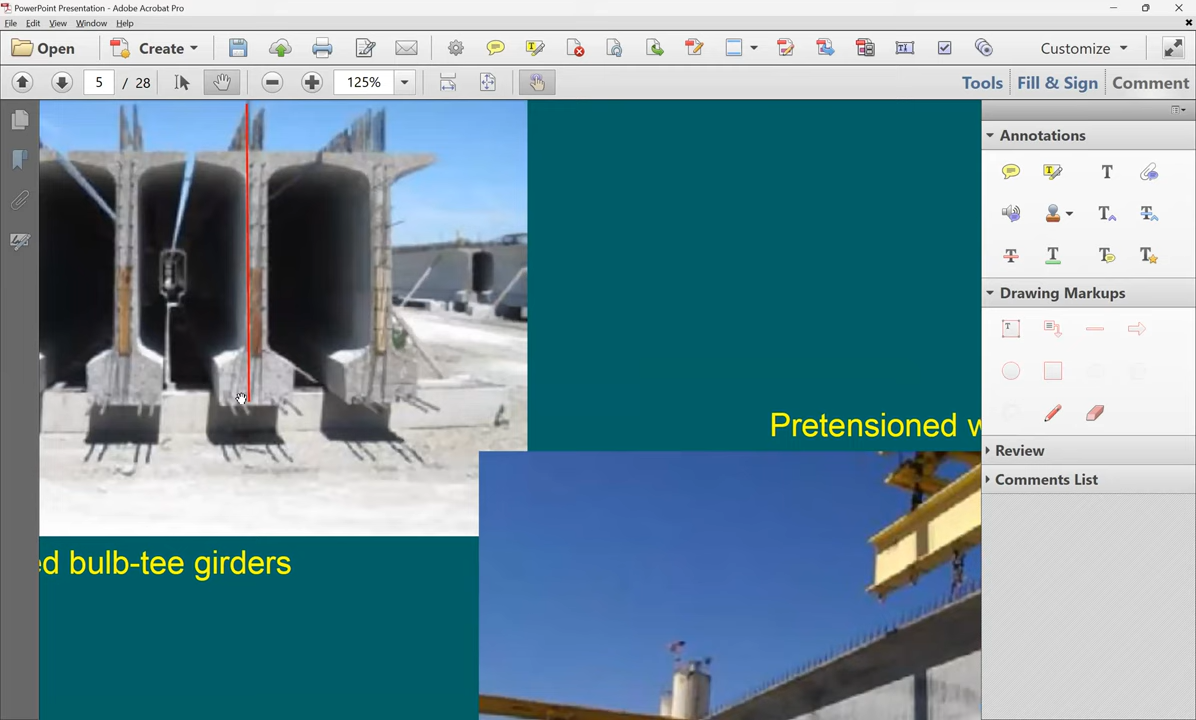 PowerPoint Presentation - Adobe Acrobat Pro
File Edit View Window Help
Open Create Customize
5 / 28 125% Tools Fill & Sign Comment
Annotations
T
T T
T T
Drawing Markups
T
Pretensioned w
Review
Comments List
ed bulb-tee girders